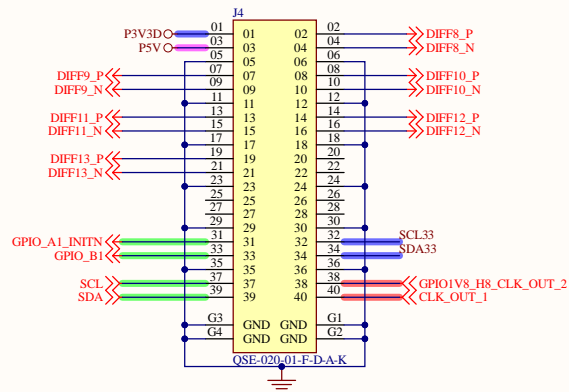 J4
P3V3D 01 01 02 02 DIFF8_P
P5V 03 03 04 04 DIFF8_N
05 05 06 06
DIFF9_P 07 07 08 08 DIFF10_P
DIFF9_N 09 09 10 10 DIFF10_N
11 11 12 12
DIFF11_P 13 13 14 14 DIFF12_P
DIFF11_N 15 15 16 16 DIFF12_N
17 17 18 18
DIFF13_P 19 19 20 20
DIFF13_N 21 21 22 22
23 23 24 24
25 25 26 26
27 27 28 28
29 29 30 30
GPIO_A1_INITN 31 31 32 32 SCL33
GPIO_B1 33 33 34 34 SDA33
35 35 36 36
SCL 37 37 38 38 GPIO1V8_H8_CLK_OUT_2
SDA 39 39 40 40 CLK_OUT_1
G3 GND GND G1
G4 GND GND G2
QSE-020-01-F-D-A-K